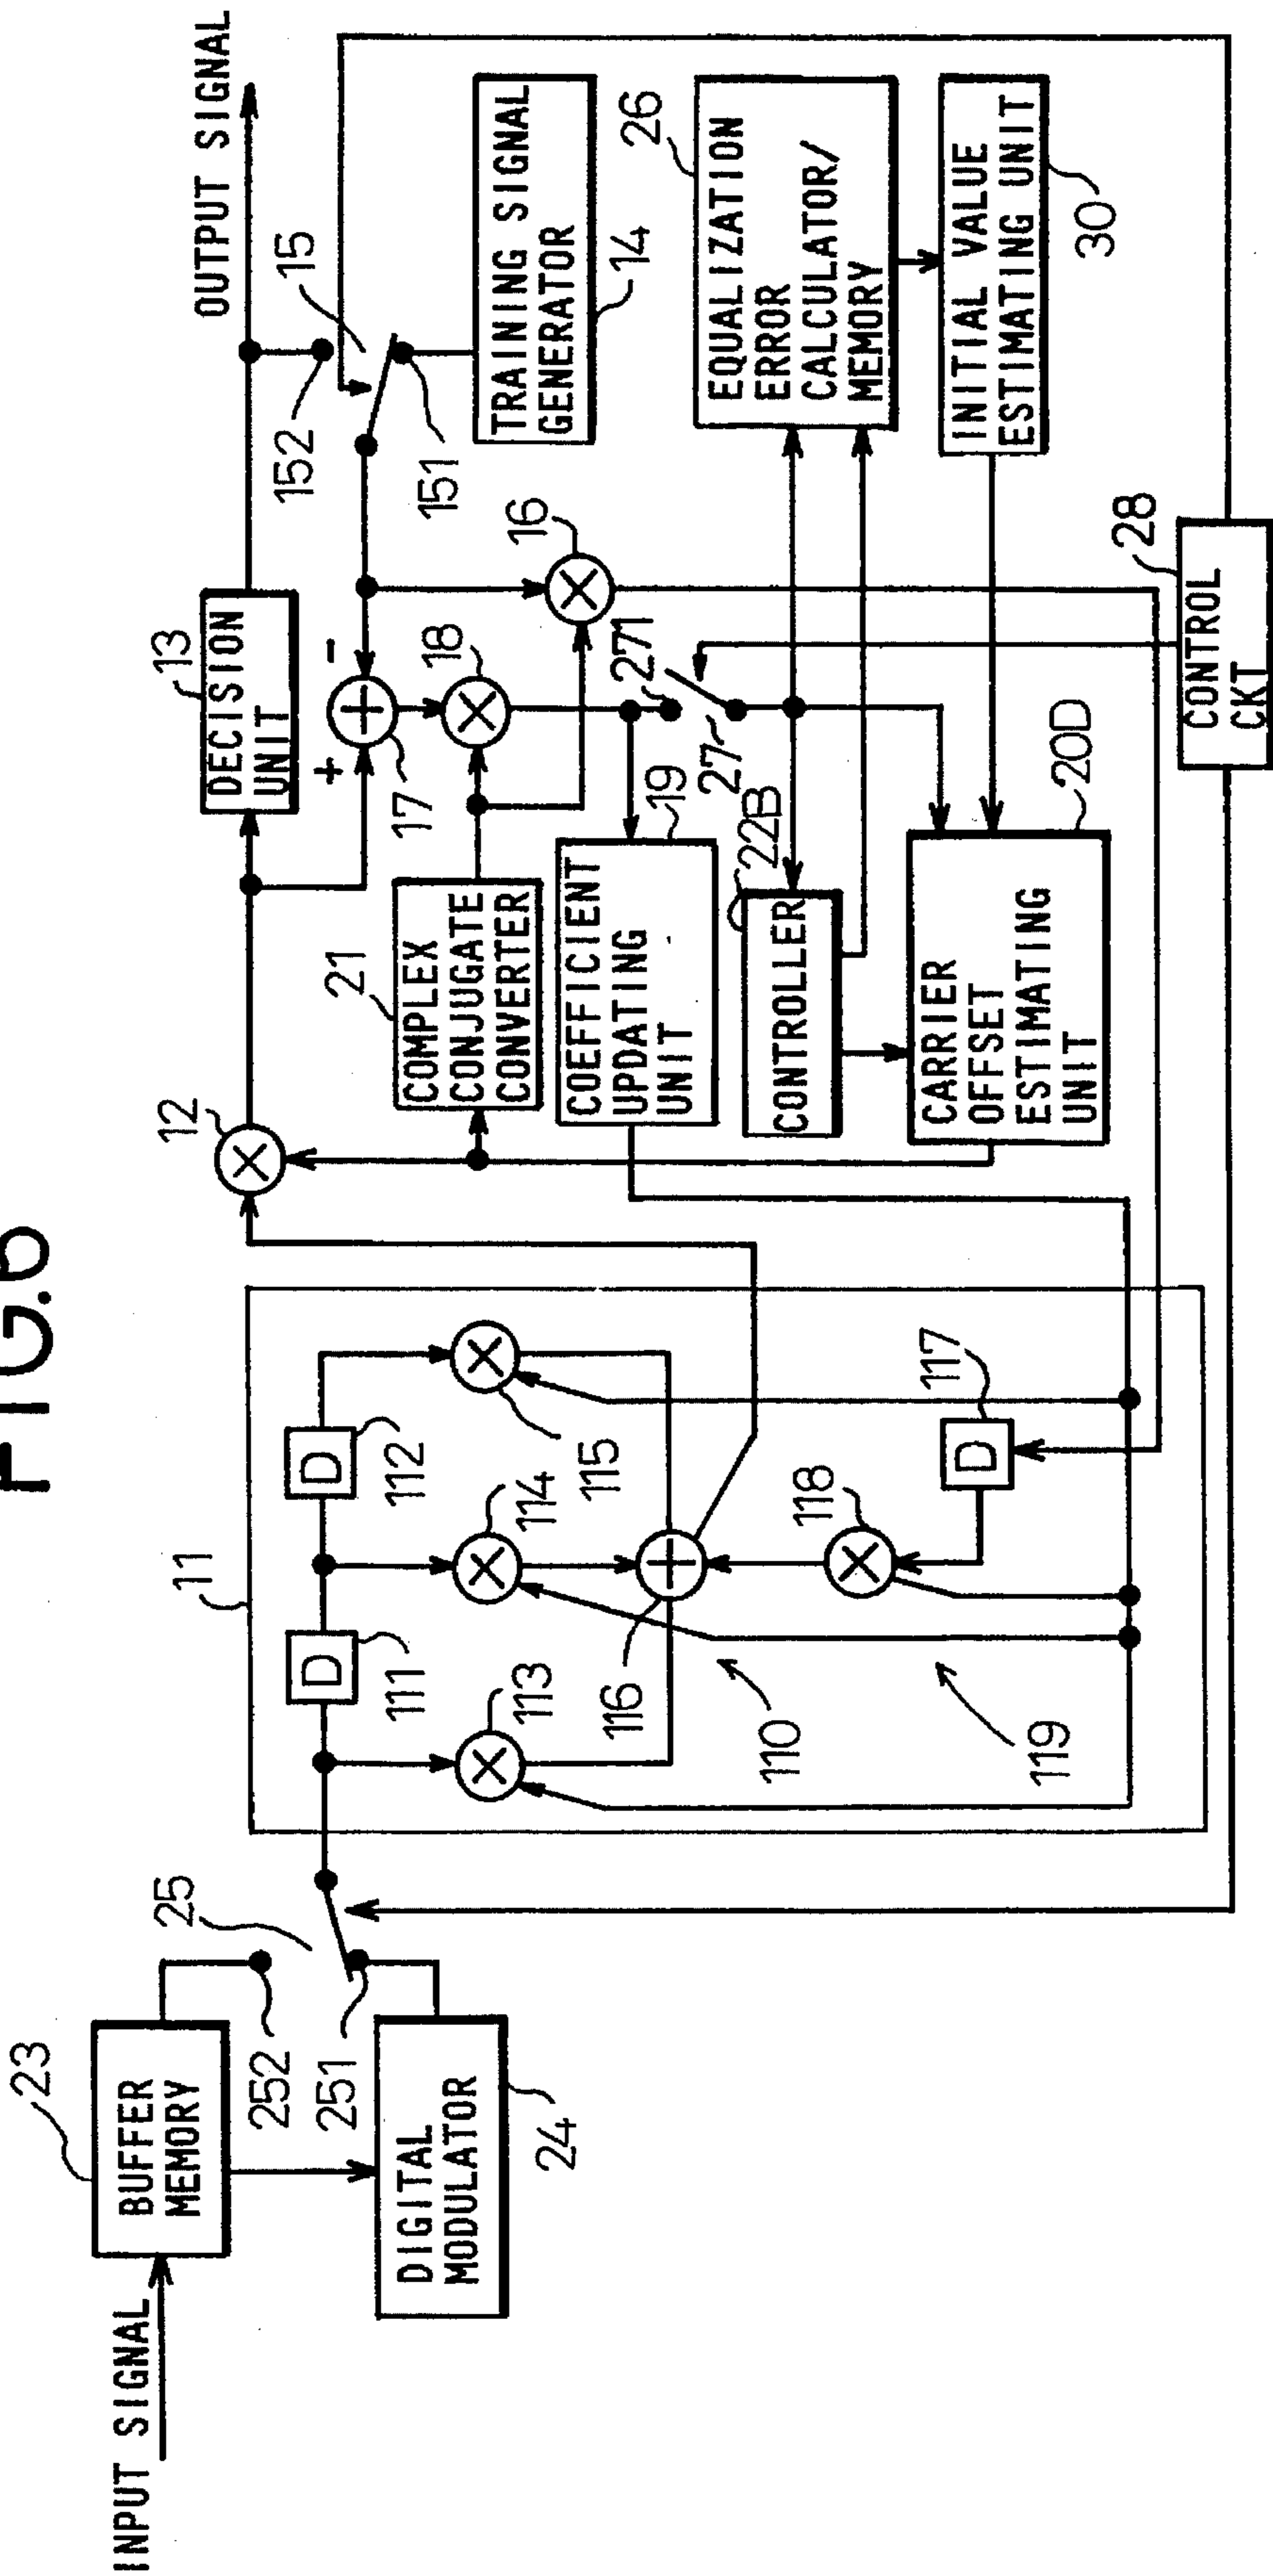 FIG.6
INPUT SIGNAL
23
BUFFER
MEMORY
252
25
251
DIGITAL
MODULATOR
24
11
D
111
D
112
113
114
115
116
110
118
117
D
119
12
13
DECISION
UNIT
OUTPUT SIGNAL
+
-
17
18
152
15
151
TRAINING SIGNAL
GENERATOR
14
16
21
COMPLEX
CONJUGATE
CONVERTER
COEFFICIENT
UPDATING
UNIT
19
271
27
22B
CONTROLLER
CARRIER
OFFSET
ESTIMATING
UNIT
20D
26
EQUALIZATION
ERROR
CALCULATOR/
MEMORY
INITIAL VALUE
ESTIMATING UNIT
30
28
CONTROL
CKT